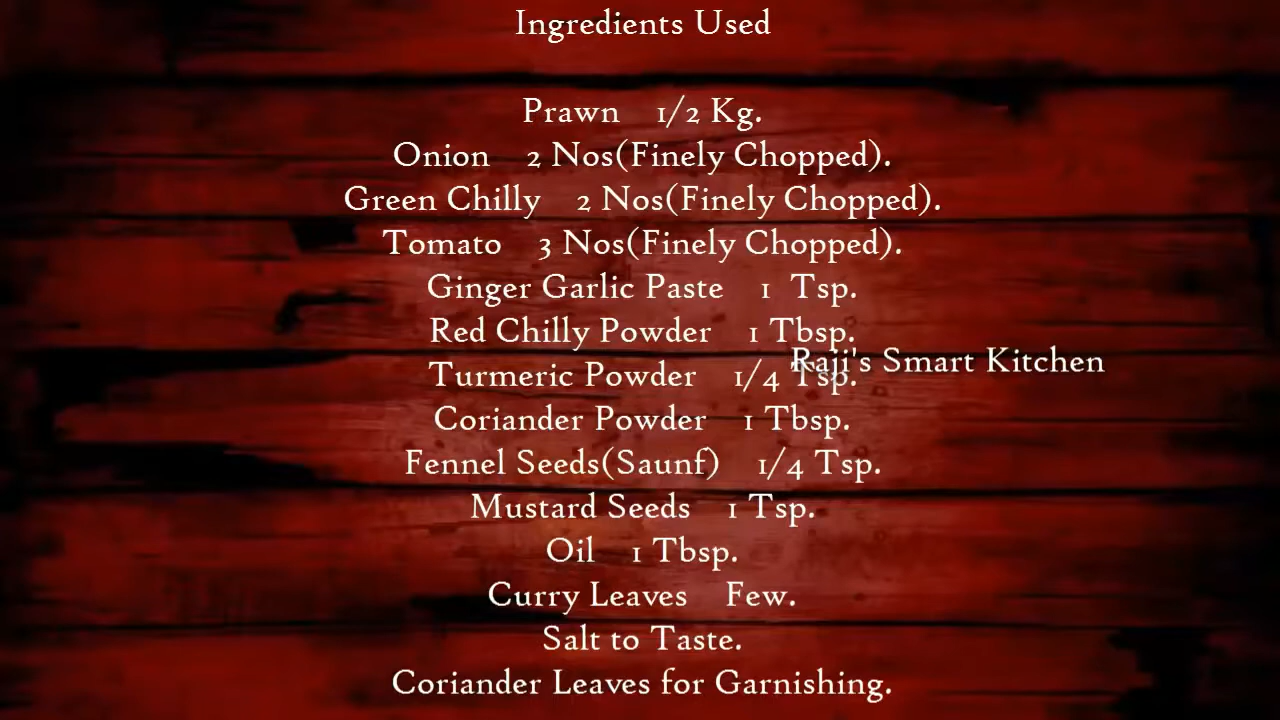 Ingredients Used
Prawn 1/2 Kg.
Onion 2 Nos(Finely Chopped).
Green Chilly 2 Nos(Finely Chopped).
Tomato 3 Nos(Finely Chopped).
Ginger Garlic Paste 1 Tsp.
Red Chilly Powder 1 Tbsp.
Raji's Smart Kitchen
Turmeric Powder 1/4 Tsp.
Coriander Powder 1 Tbsp.
Fennel Seeds(Saunf) 1/4 Tsp.
Mustard Seeds 1 Tsp.
Oil 1 Tbsp.
Curry Leaves Few.
Salt to Taste.
Coriander Leaves for Garnishing.